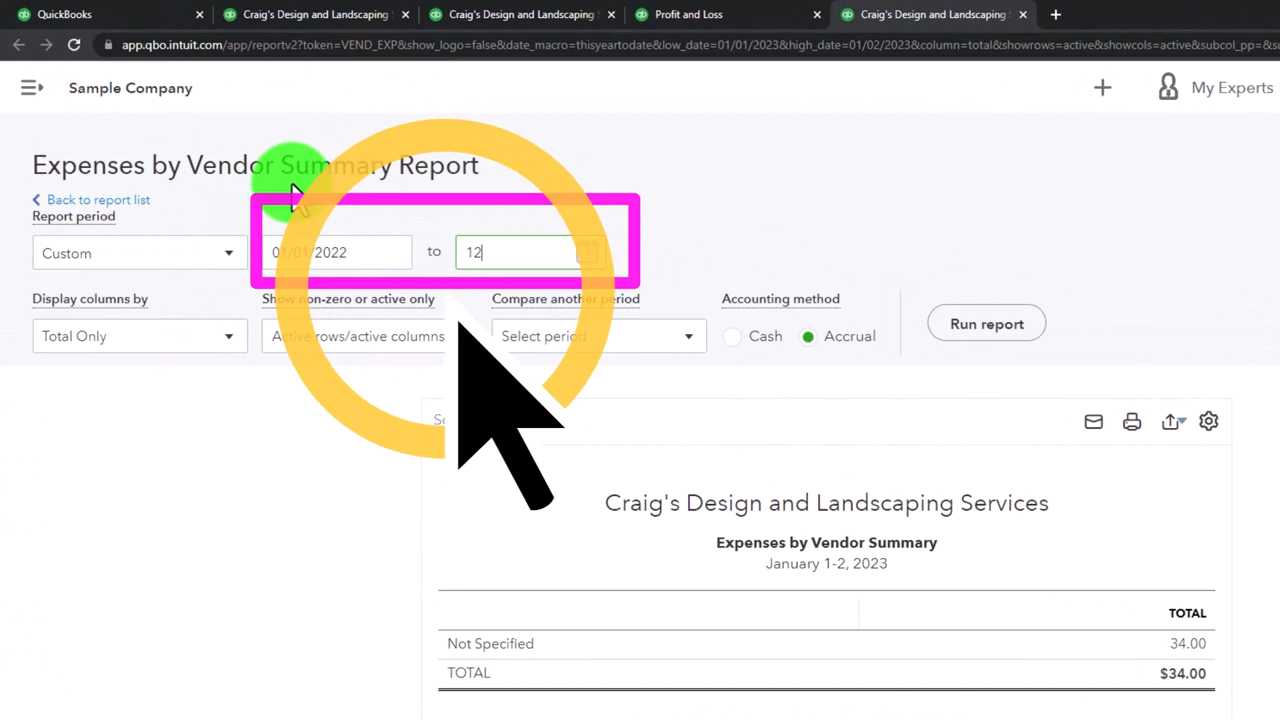 QuickBooks
Craig's Design and Landscaping
Craig's Design and Landscaping
Profit and Loss
Craig's Design and Landscaping
app.qbo.intuit.com/app/reportv2?token=VEND_EXP&show_logo=false&date_macro=thisyeartodate&low_date=01/01/2023&high_date=01/02/2023&column=total&showrows=active&showcols=active&subcol_pp=&su
Sample Company
My Experts
Expenses by Vendor Summary Report
Back to report list
Report period
Custom
01/01/2022
to
12
Display columns by
Show non-zero or active only
Compare another period
Accounting method
Total Only
Active rows/active columns
Select period
Cash
Accrual
Run report
Craig's Design and Landscaping Services
Expenses by Vendor Summary
January 1-2, 2023
TOTAL
Not Specified 34.00
TOTAL $34.00